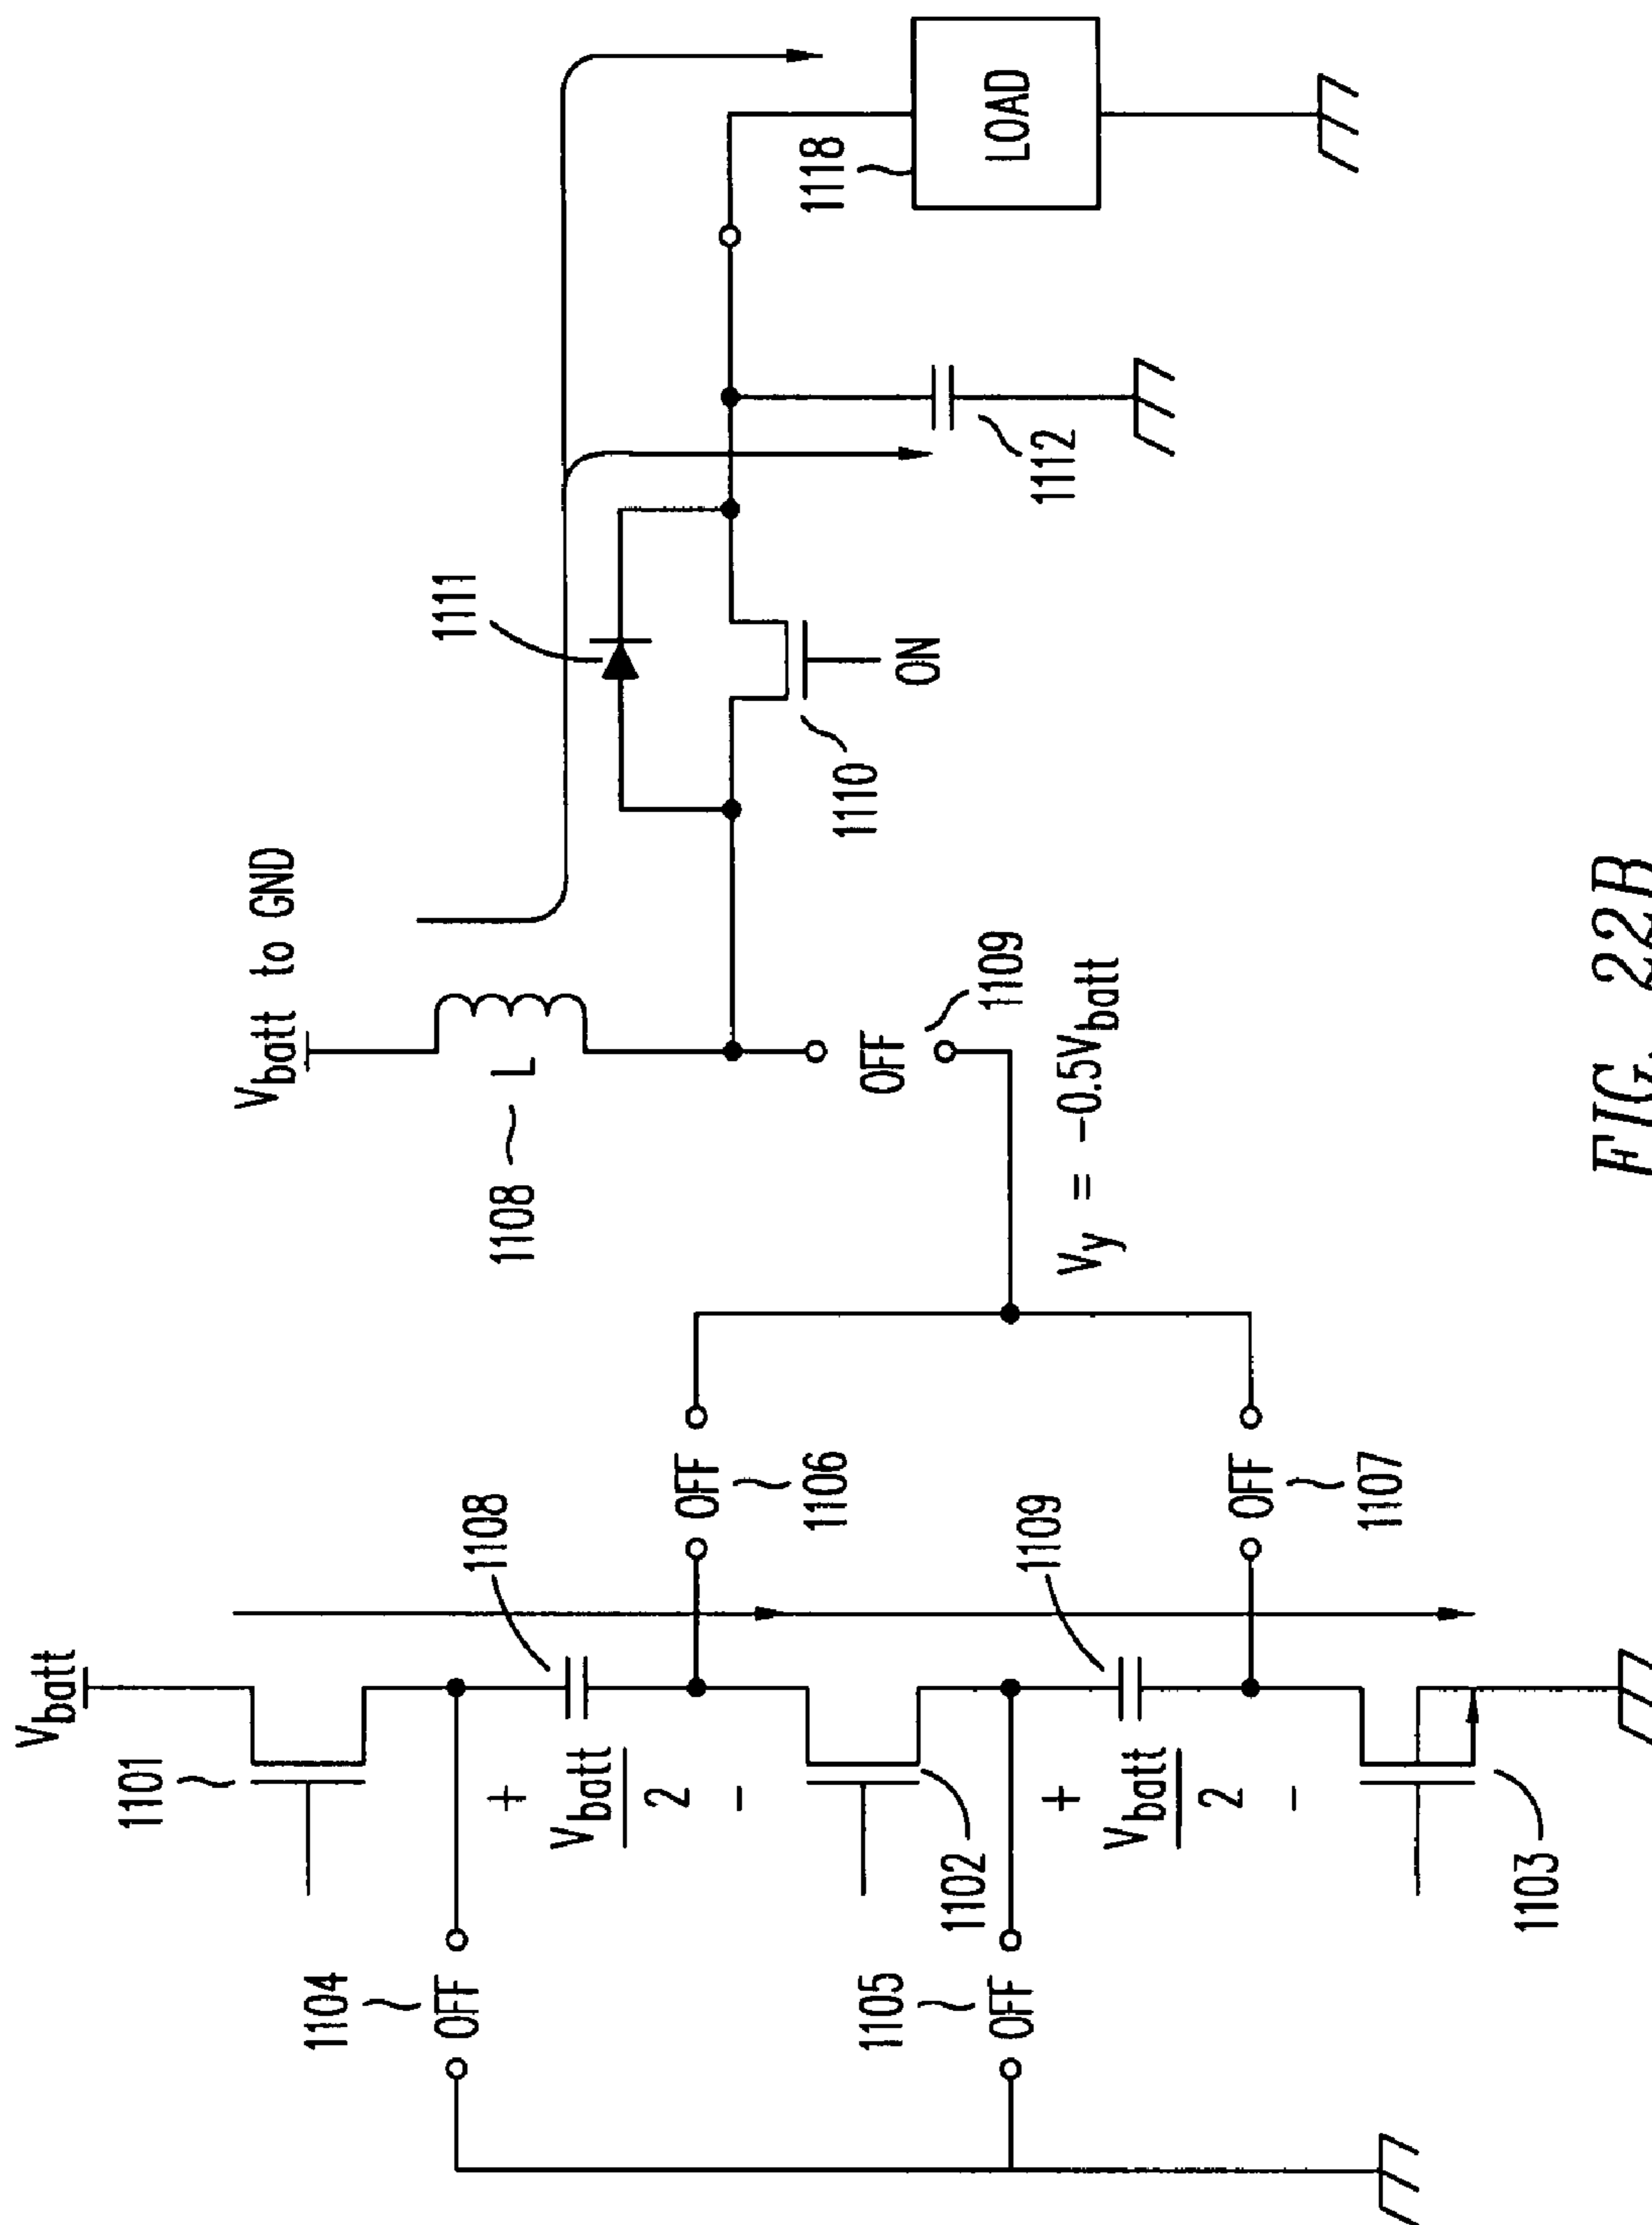 V_batt
1101
1104
OFF
+
V_batt
2
−
1108
OFF
1106
1102
1105
OFF
+
V_batt
2
−
1109
OFF
1107
1103
V_batt to GND
1108
L
OFF
1109
V_y = −0.5V_batt
1111
1110
ON
1112
1118
LOAD
FIG. 22B